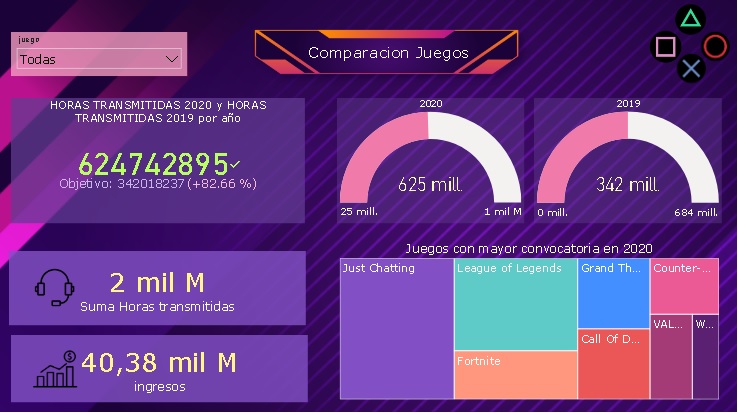 juego
Todas
Comparacion Juegos
HORAS TRANSMITIDAS 2020 y HORAS
TRANSMITIDAS 2019 por año
624742895
Objetivo: 342018237 (+82.66 %)
2020
625 mill.
25 mill.
1 mil M
2019
342 mill.
0 mill.
684 mill.
2 mil M
Suma Horas transmitidas
40,38 mil M
ingresos
Juegos con mayor convocatoria en 2020
Just Chatting
League of Legends
Fortnite
Grand Th...
Call Of D...
Counter-...
VAL...
W...